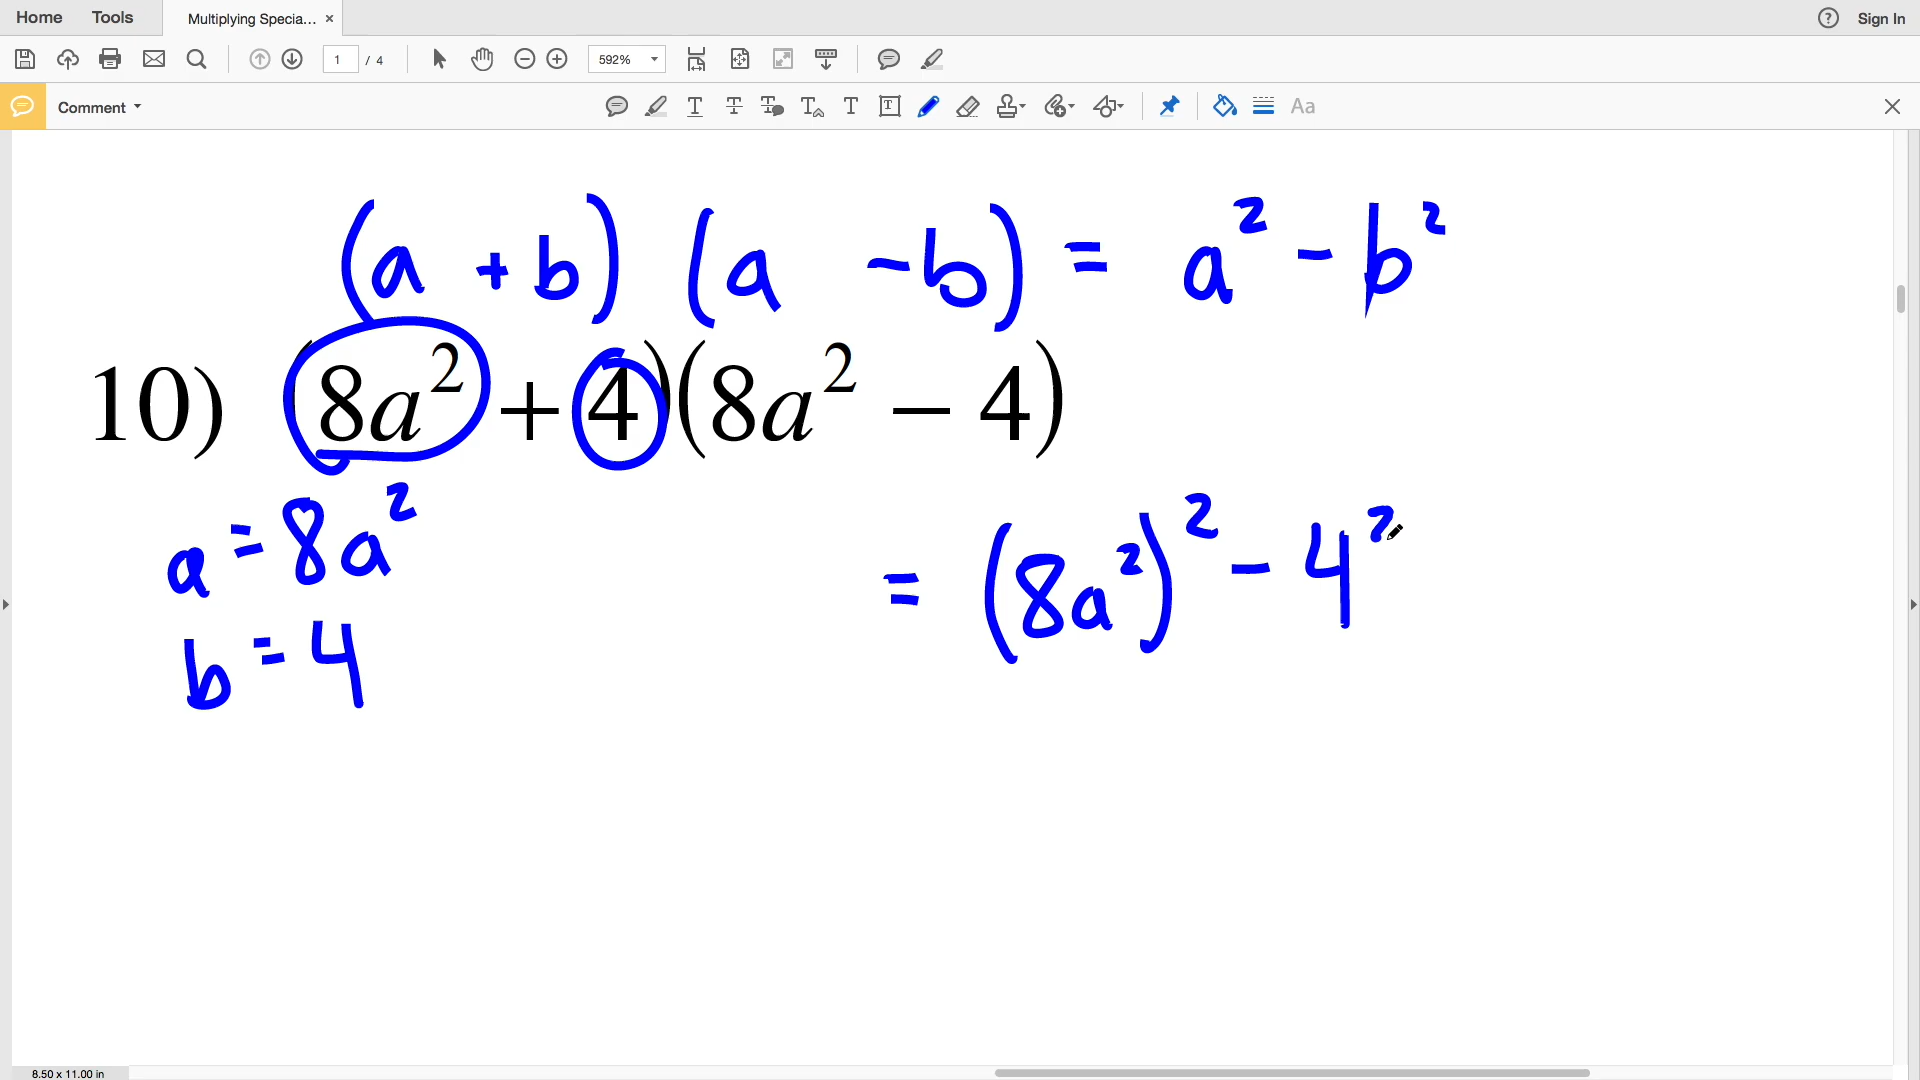 Home Tools Multiplying Specia... × ? Sign In
1 / 4 592%
Comment T T T T T T Aa
(a + b) (a - b) = a² - b²
10) (8a² + 4)(8a² − 4)
a = 8a²
= (8a²)² - 4²
b = 4
8.50 x 11.00 in